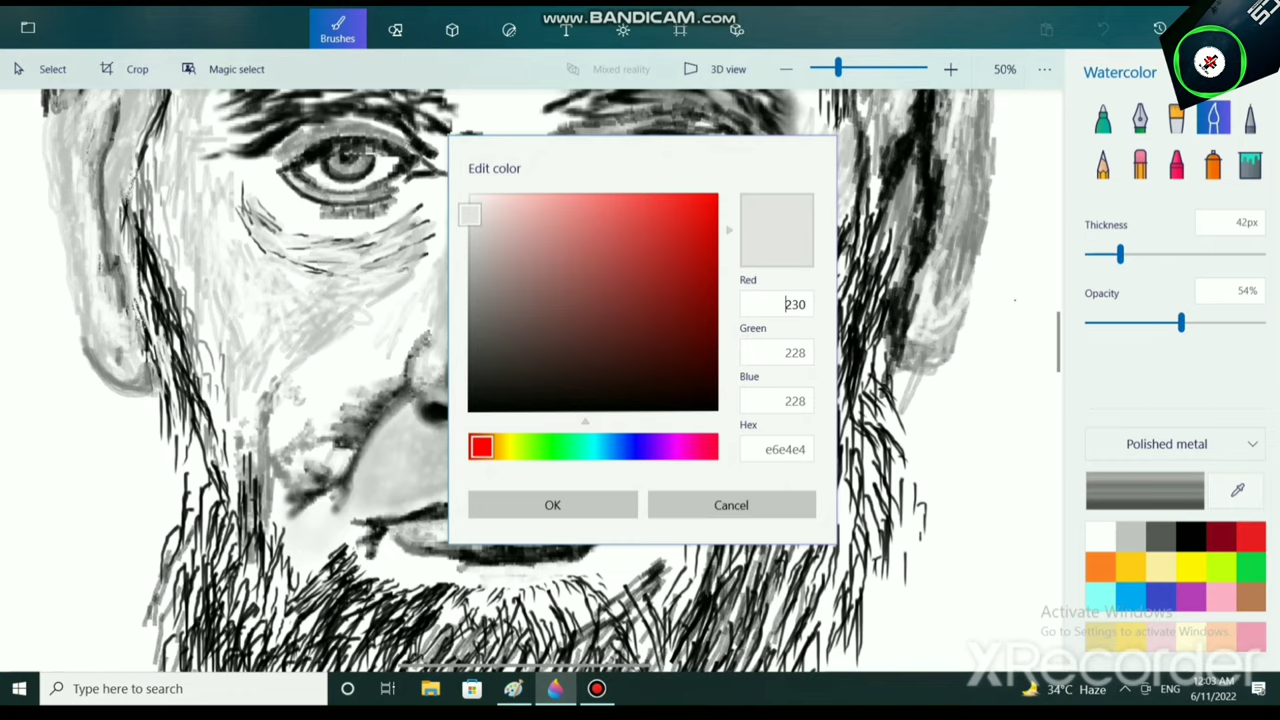 www.BANDICAM.com
Brushes
Select
Crop
Magic select
Mixed reality
3D view
50%
Watercolor
Thickness
42px
Opacity
54%
Edit color
Red
230
Green
228
Blue
228
Hex
e6e4e4
OK
Cancel
Polished metal
Activate Windows
Go to Settings to activate Windows.
XRecorder
Type here to search
34°C Haze
ENG
12:03 AM
6/11/2022